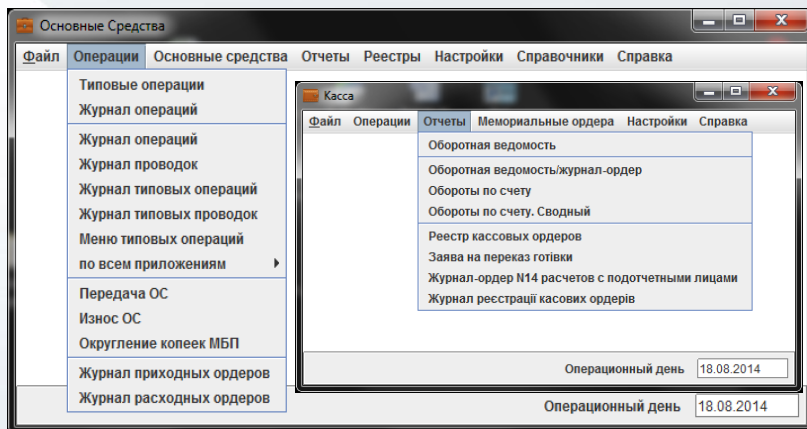 Основные Средства
Файл Операции Основные средства Отчеты Реестры Настройки Справочники Справка
Типовые операции
Журнал операций
Журнал операций
Журнал проводок
Журнал типовых операций
Журнал типовых проводок
Меню типовых операций
по всем приложениям
Передача ОС
Износ ОС
Округление копеек МБП
Журнал приходных ордеров
Журнал расходных ордеров
Операционный день 18.08.2014
Касса
Файл Операции Отчеты Мемориальные ордера Настройки Справка
Оборотная ведомость
Оборотная ведомость/журнал-ордер
Обороты по счету
Обороты по счету. Сводный
Реестр кассовых ордеров
Заява на переказ готівки
Журнал-ордер N14 расчетов с подотчетными лицами
Журнал реєстрації касових ордерів
Операционный день 18.08.2014